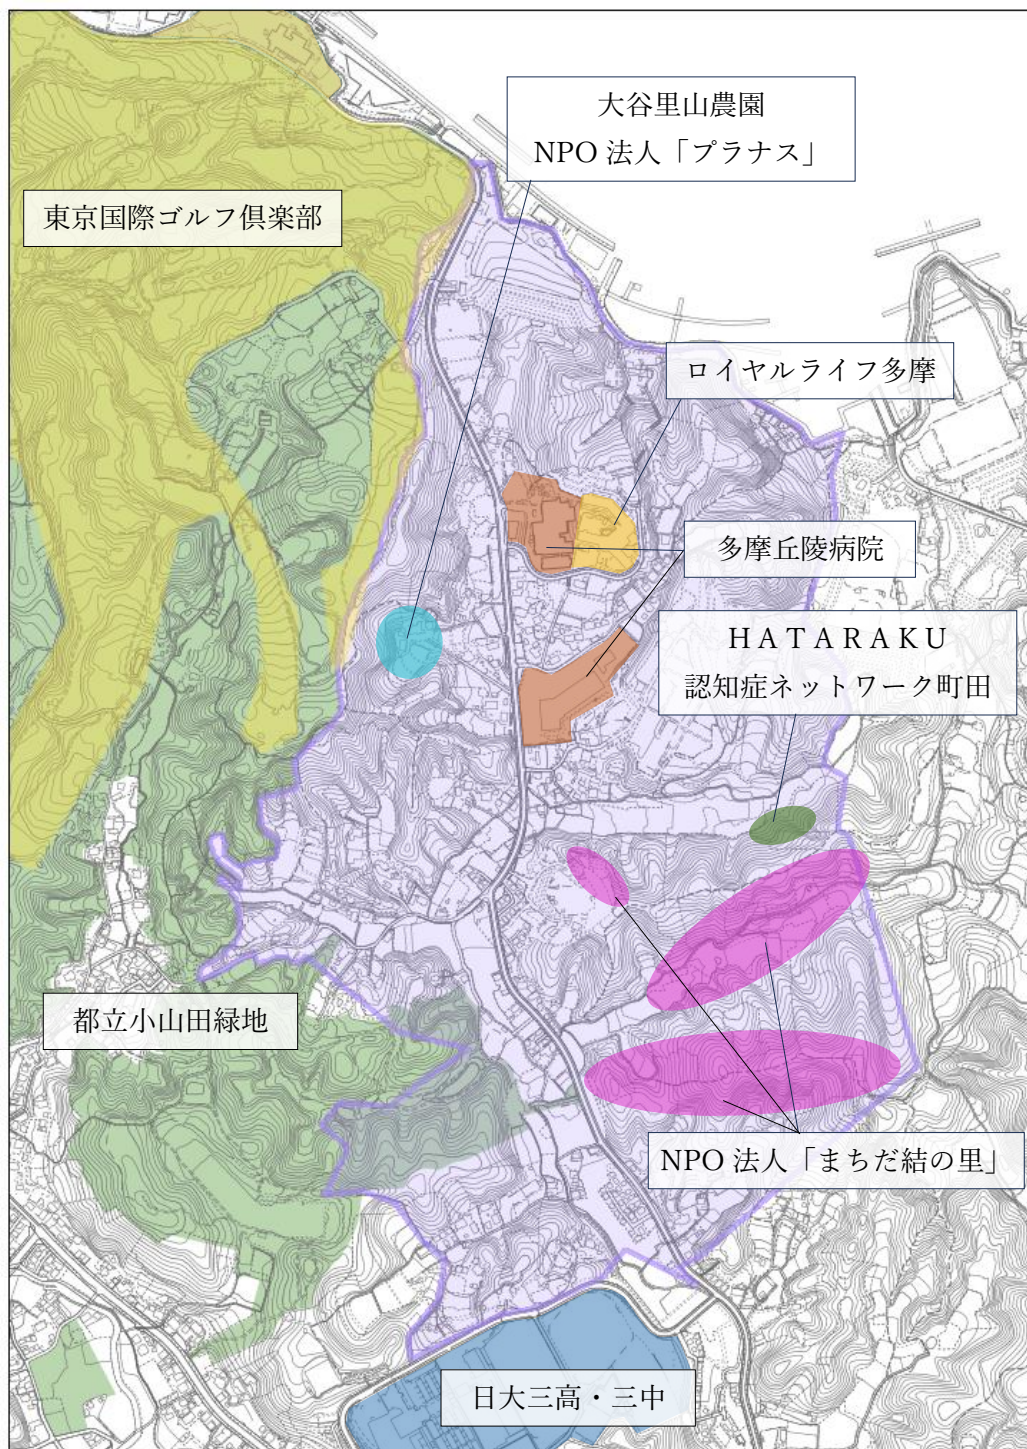 大谷里山農園
NPO 法人「プラナス」
東京国際ゴルフ倶楽部
ロイヤルライフ多摩
多摩丘陵病院
ＨＡＴＡＲＡＫＵ
認知症ネットワーク町田
都立小山田緑地
NPO 法人「まちだ結の里」
日大三高・三中